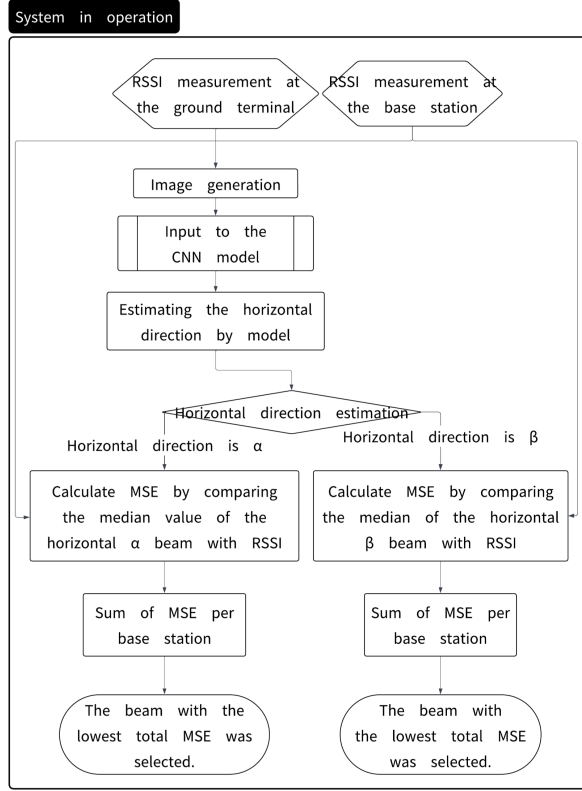 System in operation
RSSI measurement at
the ground terminal
RSSI measurement at
the base station
Image generation
Input to the
CNN model
Estimating the horizontal
direction by model
Horizontal direction estimation
Horizontal direction is α
Horizontal direction is β
Calculate MSE by comparing
the median value of the
horizontal α beam with RSSI
Calculate MSE by comparing
the median of the horizontal
β beam with RSSI
Sum of MSE per
base station
Sum of MSE per
base station
The beam with the
lowest total MSE was
selected.
The beam with
the lowest total MSE
was selected.